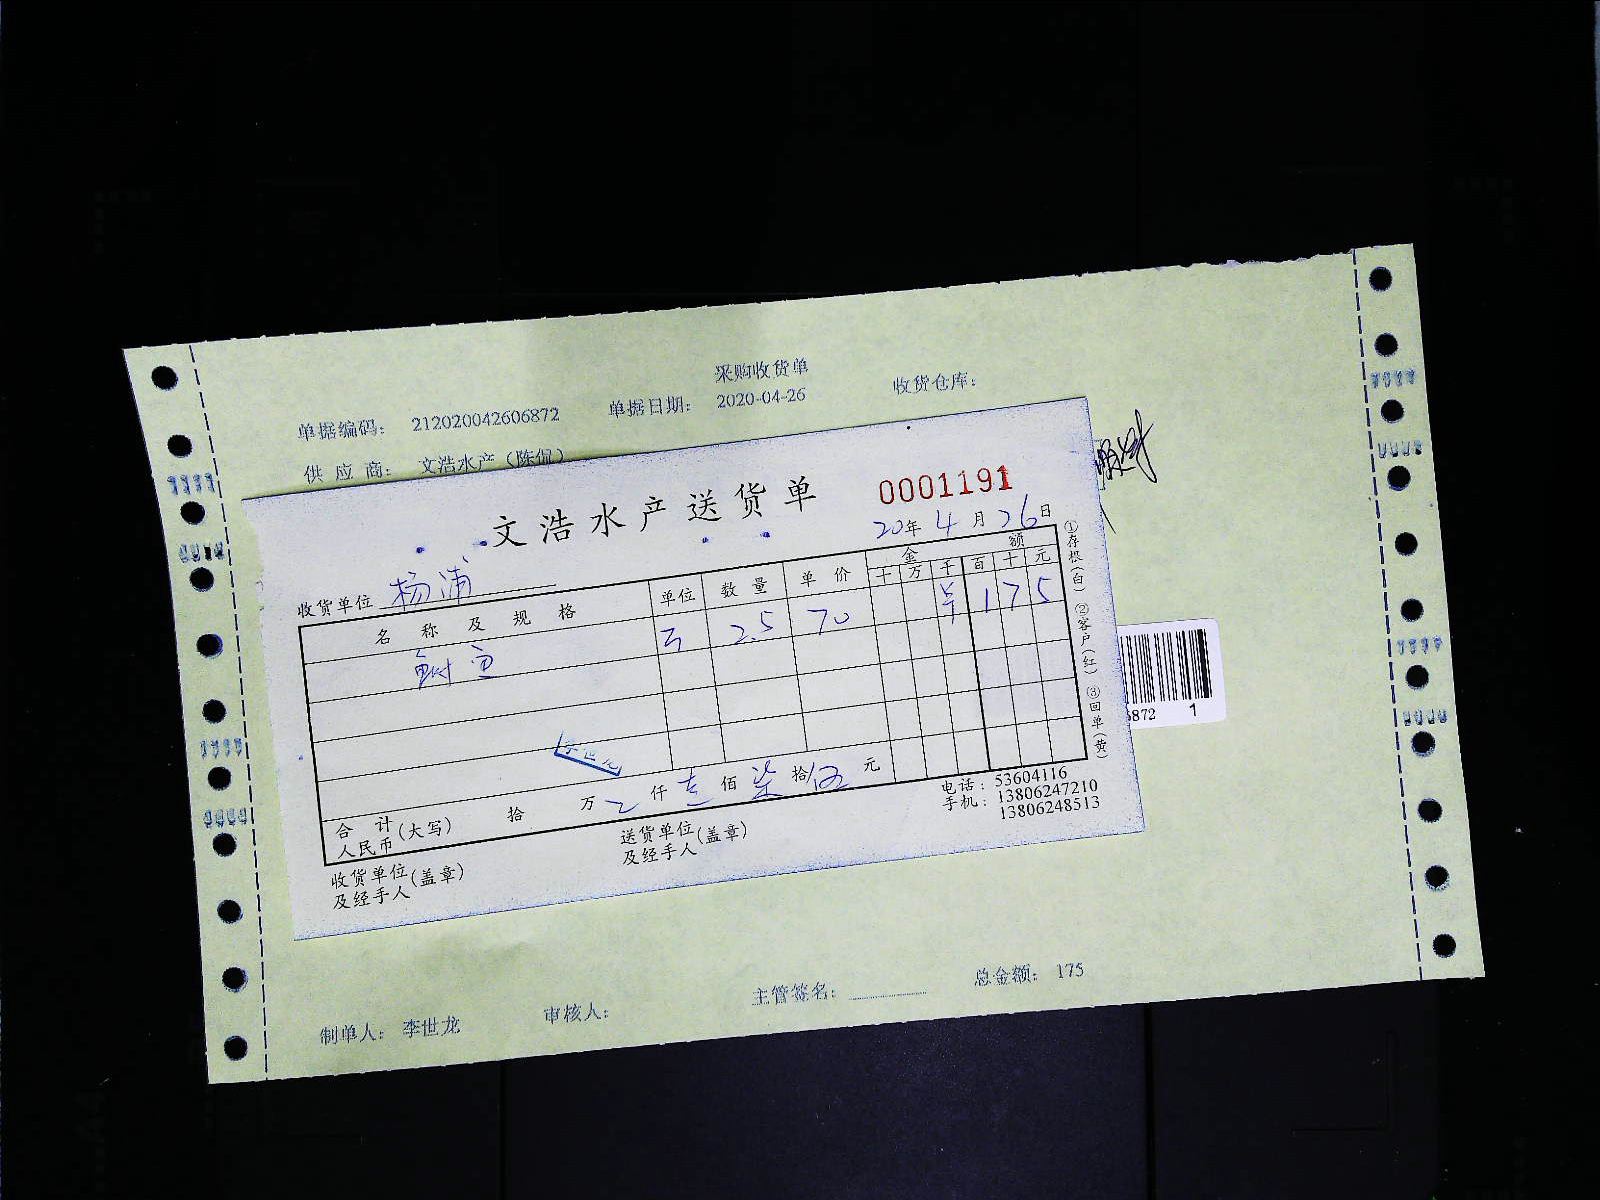 采购收货单
单据编码： 212020042606872 单据日期： 2020-04-26 收货仓库：
供应商： 文浩水产（陈侃）
文浩水产送货单 0001191
20年4月26日
收货单位 杨浦
名称及规格 单位 数量 单价 金额
十 万 千 百 十 元
鲥鱼 2.5 70 175
合计人民币(大写) 拾 万 仟 壹佰 柒拾 伍元
收货单位及经手人(盖章) 送货单位及经手人(盖章)
电话：53604116
手机：13806247210
13806248513
①存根(白) ②客户(红) ③回单(黄)
6872 1
制单人： 李世龙 审核人： 主管签名： 总金额： 175